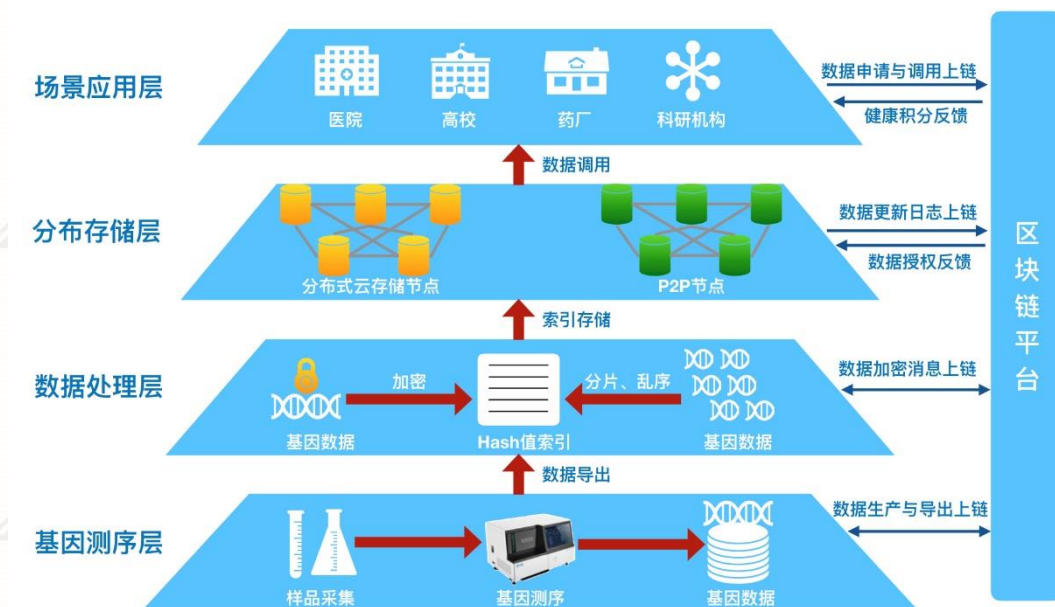 场景应用层
医院
高校
药厂
科研机构
数据申请与调用上链
健康积分反馈
数据调用
分布存储层
分布式云存储节点
P2P节点
数据更新日志上链
数据授权反馈
索引存储
数据处理层
加密
分片、乱序
基因数据
Hash值索引
基因数据
数据加密消息上链
数据导出
基因测序层
样品采集
基因测序
基因数据
数据生产与导出上链
区块链平台